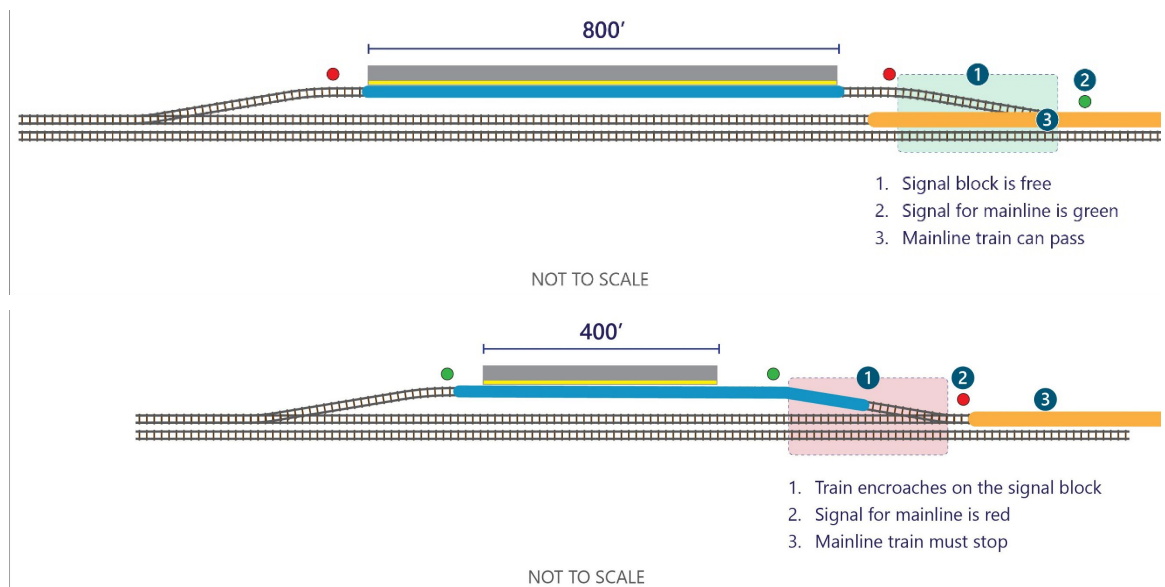 800’
1
2
3
1. Signal block is free
2. Signal for mainline is green
3. Mainline train can pass
NOT TO SCALE
400’
1
2
3
1. Train encroaches on the signal block
2. Signal for mainline is red
3. Mainline train must stop
NOT TO SCALE